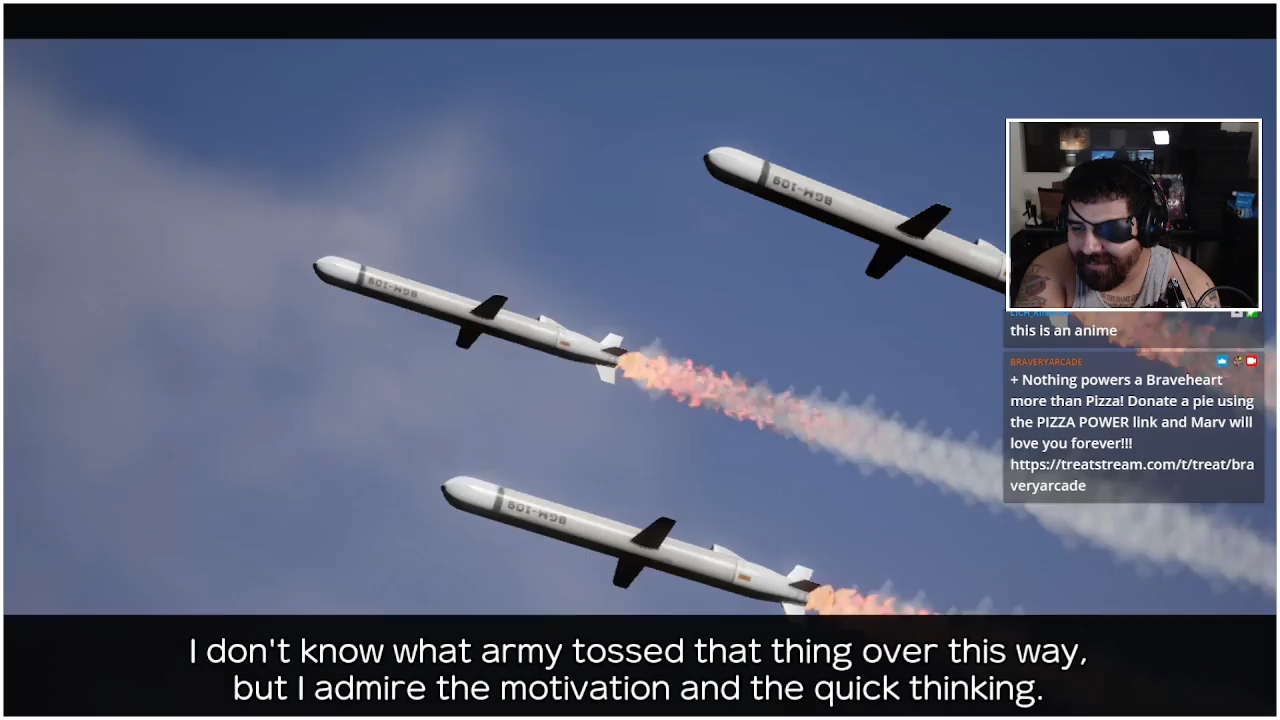 BGM-109
BGM-109
BGM-109
this is an anime
BRAVERYARCADE
+ Nothing powers a Braveheart
more than Pizza! Donate a pie using
the PIZZA POWER link and Marv will
love you forever!!!
https://treatstream.com/t/treat/bra
veryarcade
I don't know what army tossed that thing over this way,
but I admire the motivation and the quick thinking.